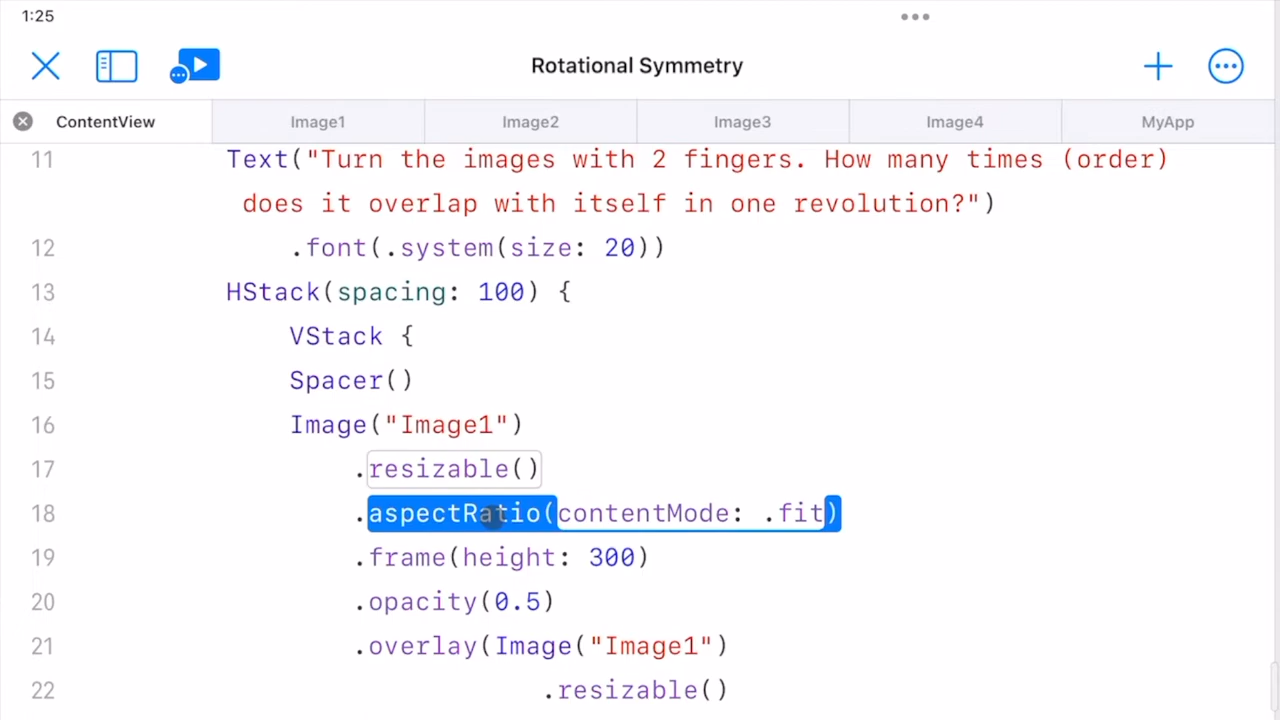 1:25
Rotational Symmetry
ContentView Image1 Image2 Image3 Image4 MyApp
11 Text("Turn the images with 2 fingers. How many times (order)
does it overlap with itself in one revolution?")
12 .font(.system(size: 20))
13 HStack(spacing: 100) {
14 VStack {
15 Spacer()
16 Image("Image1")
17 .resizable()
18 .aspectRatio(contentMode: .fit)
19 .frame(height: 300)
20 .opacity(0.5)
21 .overlay(Image("Image1")
22 .resizable()